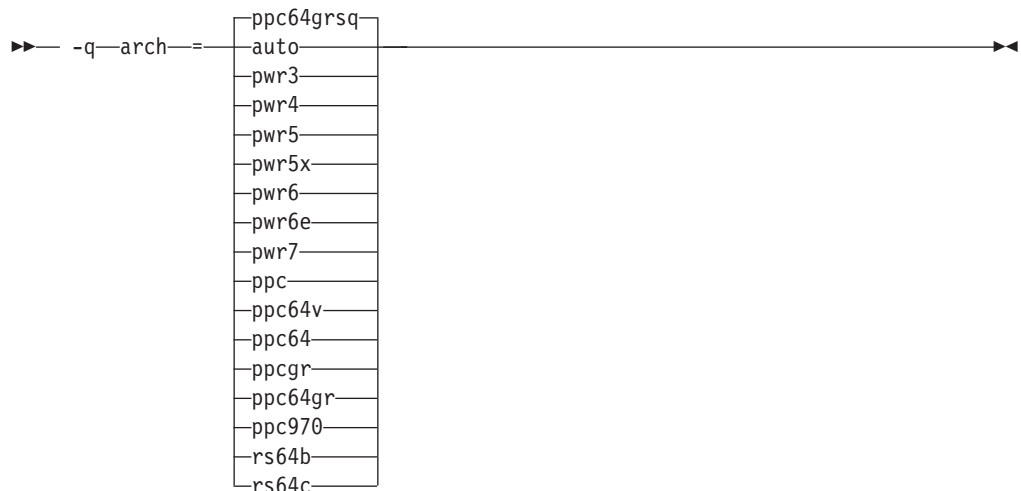 ppc64grsq
-q arch = auto
pwr3
pwr4
pwr5
pwr5x
pwr6
pwr6e
pwr7
ppc
ppc64v
ppc64
ppcgr
ppc64gr
ppc970
rs64b
rs64c